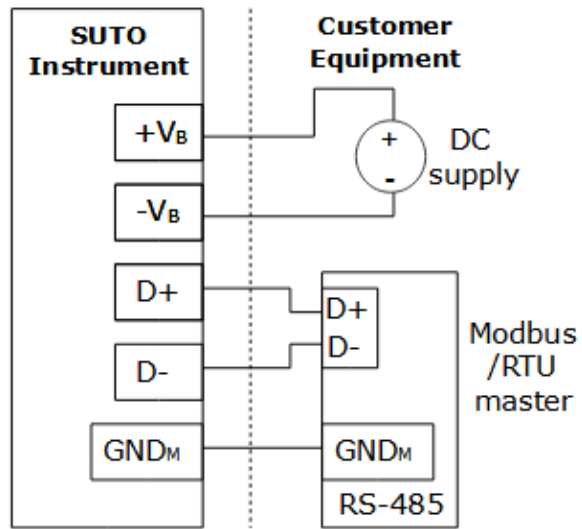 SUTO
Instrument
Customer
Equipment
+VB
+
-
DC
supply
-VB
D+
D-
GNDM
D+
D-
GNDM
RS-485
Modbus
/RTU
master